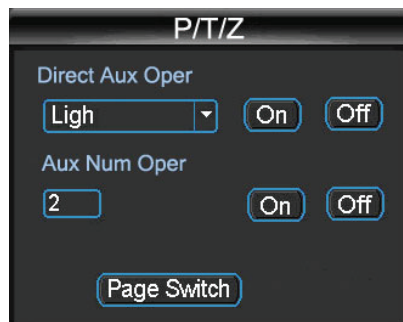 P/T/Z
Direct Aux Oper
Ligh On Off
Aux Num Oper
2 On Off
Page Switch